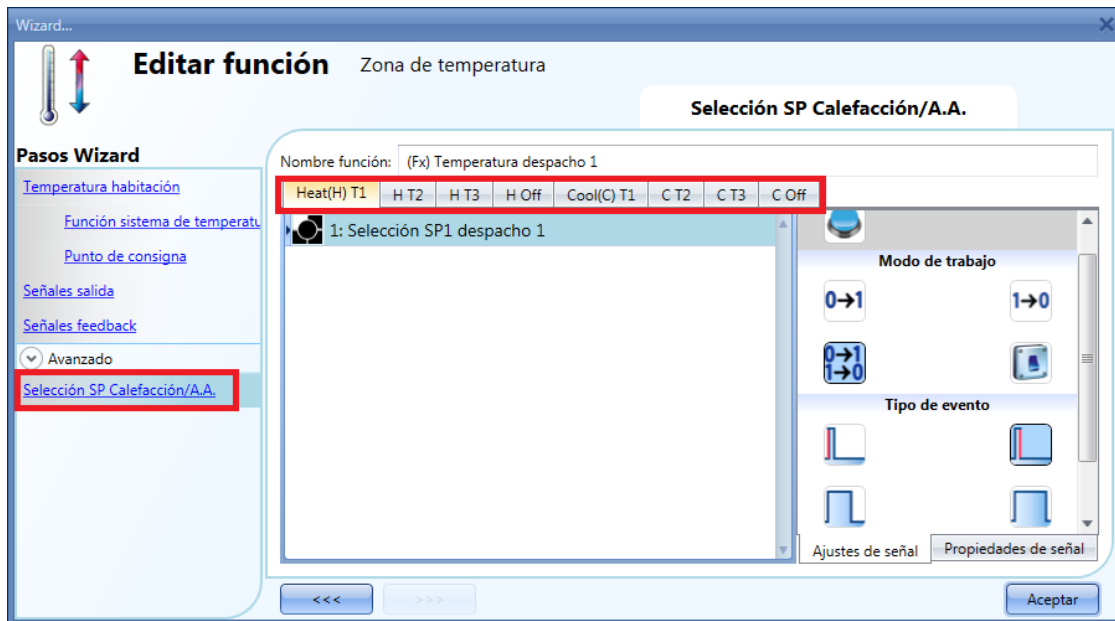 Wizard...
Editar función Zona de temperatura
Selección SP Calefacción/A.A.
Pasos Wizard
Temperatura habitación
Función sistema de temperatu
Punto de consigna
Señales salida
Señales feedback
Avanzado
Selección SP Calefacción/A.A.
Nombre función: (Fx) Temperatura despacho 1
Heat(H) T1 H T2 H T3 H Off Cool(C) T1 C T2 C T3 C Off
1: Selección SP1 despacho 1
Modo de trabajo
0→1 1→0
0→1
1→0
Tipo de evento
Ajustes de señal Propiedades de señal
<<< >>> Aceptar